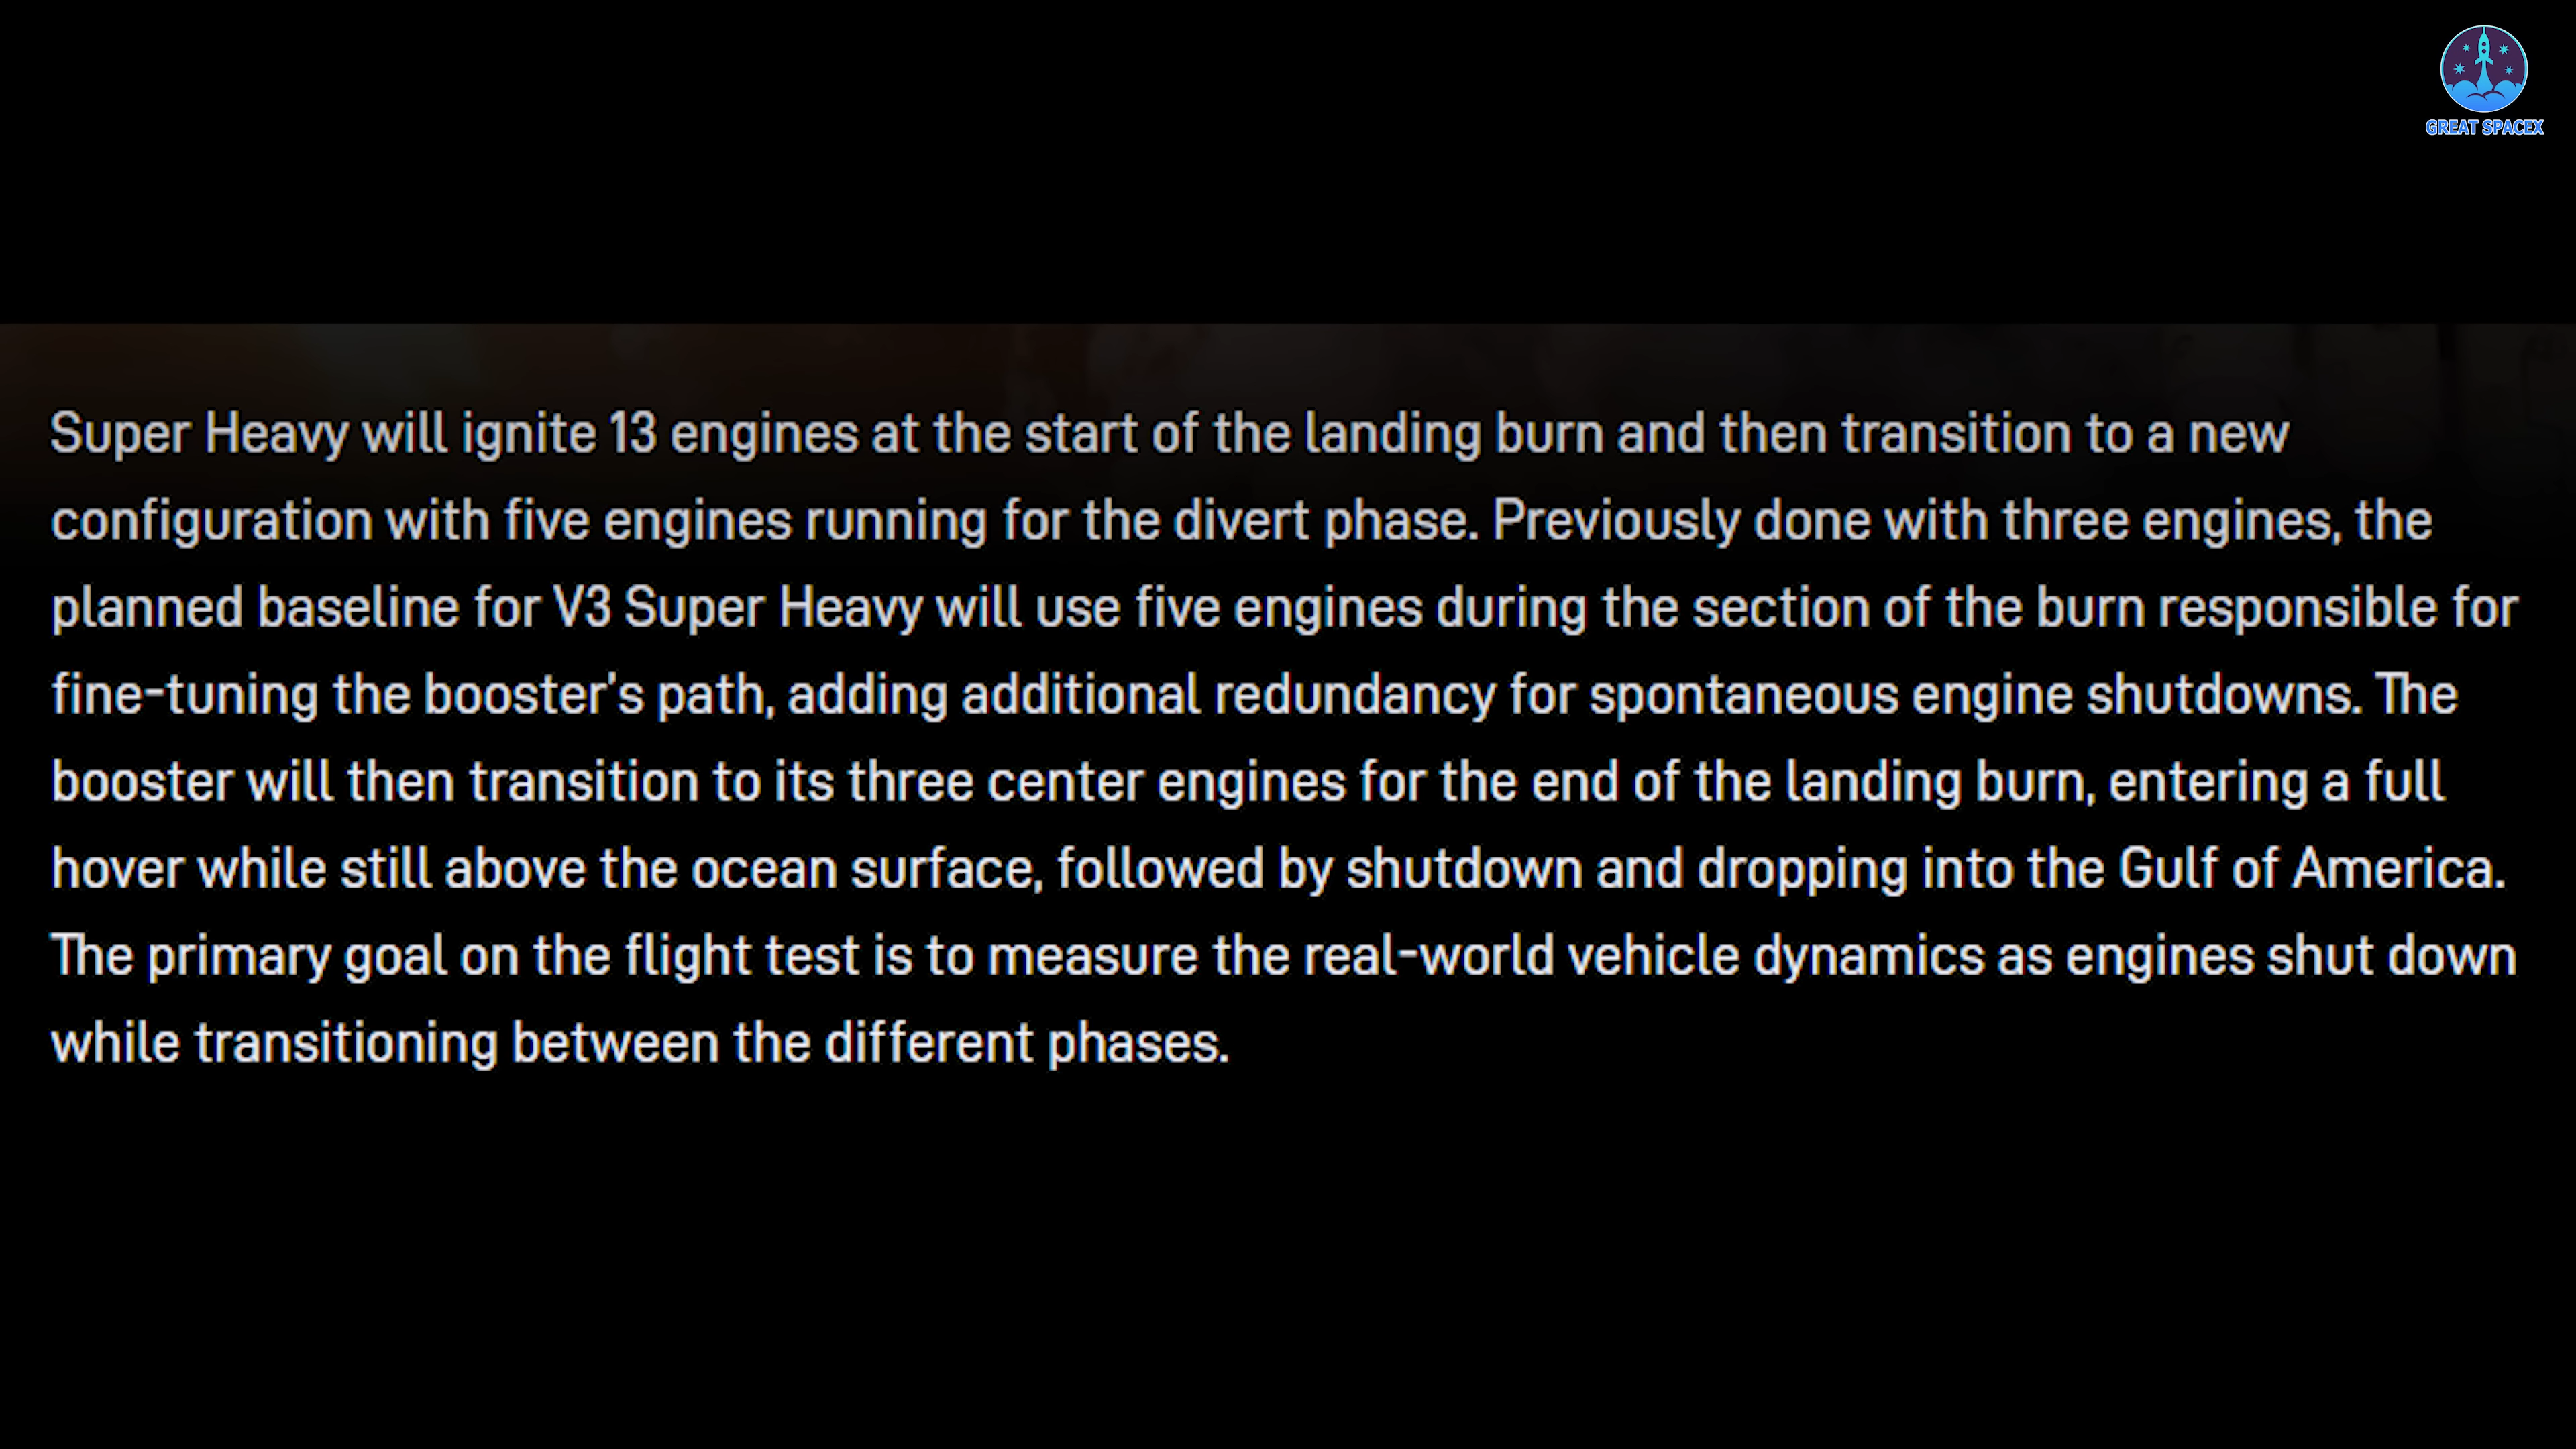 GREAT SPACEX
Super Heavy will ignite 13 engines at the start of the landing burn and then transition to a new
configuration with five engines running for the divert phase. Previously done with three engines, the
planned baseline for V3 Super Heavy will use five engines during the section of the burn responsible for
fine-tuning the booster's path, adding additional redundancy for spontaneous engine shutdowns. The
booster will then transition to its three center engines for the end of the landing burn, entering a full
hover while still above the ocean surface, followed by shutdown and dropping into the Gulf of America.
The primary goal on the flight test is to measure the real-world vehicle dynamics as engines shut down
while transitioning between the different phases.